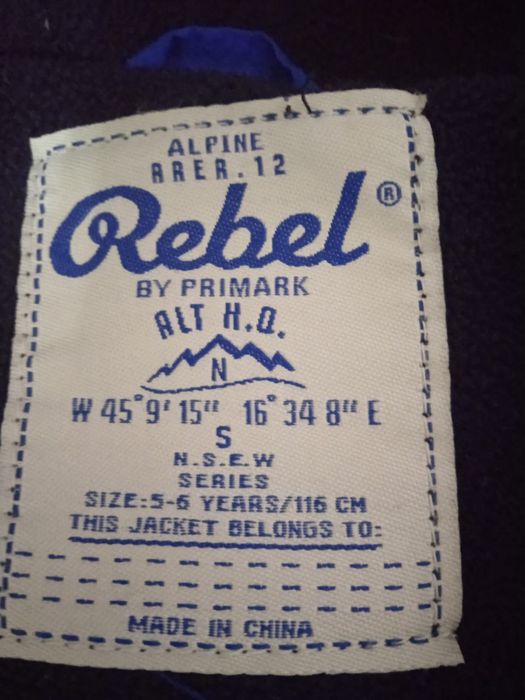 ALPINE
RRER.12
Rebel®
BY PRIMARK
ALT H.Q.
N
W 45°9'15" 16°34 8" E
S
N.S.E.W
SERIES
SIZE:5-6 YEARS/116 CM
THIS JACKET BELONGS TO:
MADE IN CHINA